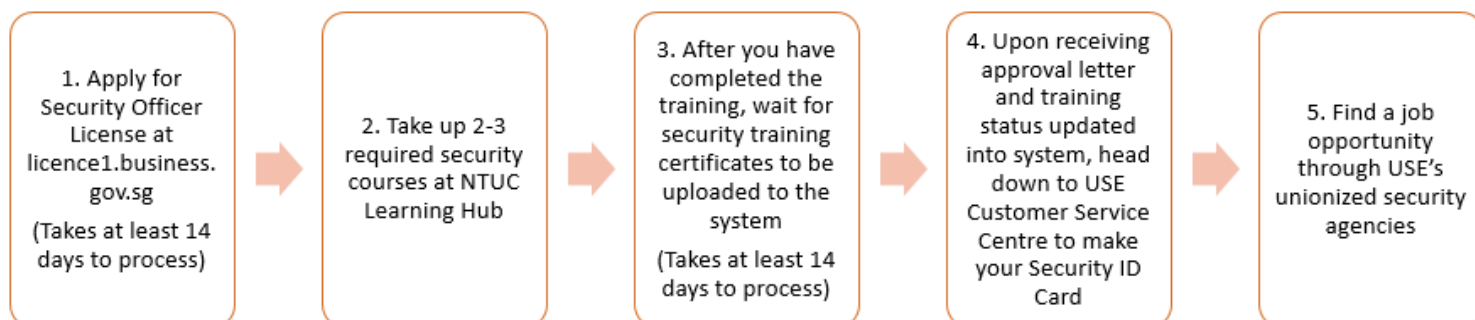 1. Apply for
Security Officer
License at
licence1.business.
gov.sg
(Takes at least 14
days to process)
2. Take up 2-3
required security
courses at NTUC
Learning Hub
3. After you have
completed the
training, wait for
security training
certificates to be
uploaded to the
system
(Takes at least 14
days to process)
4. Upon receiving
approval letter
and training
status updated
into system, head
down to USE
Customer Service
Centre to make
your Security ID
Card
5. Find a job
opportunity
through USE’s
unionized security
agencies